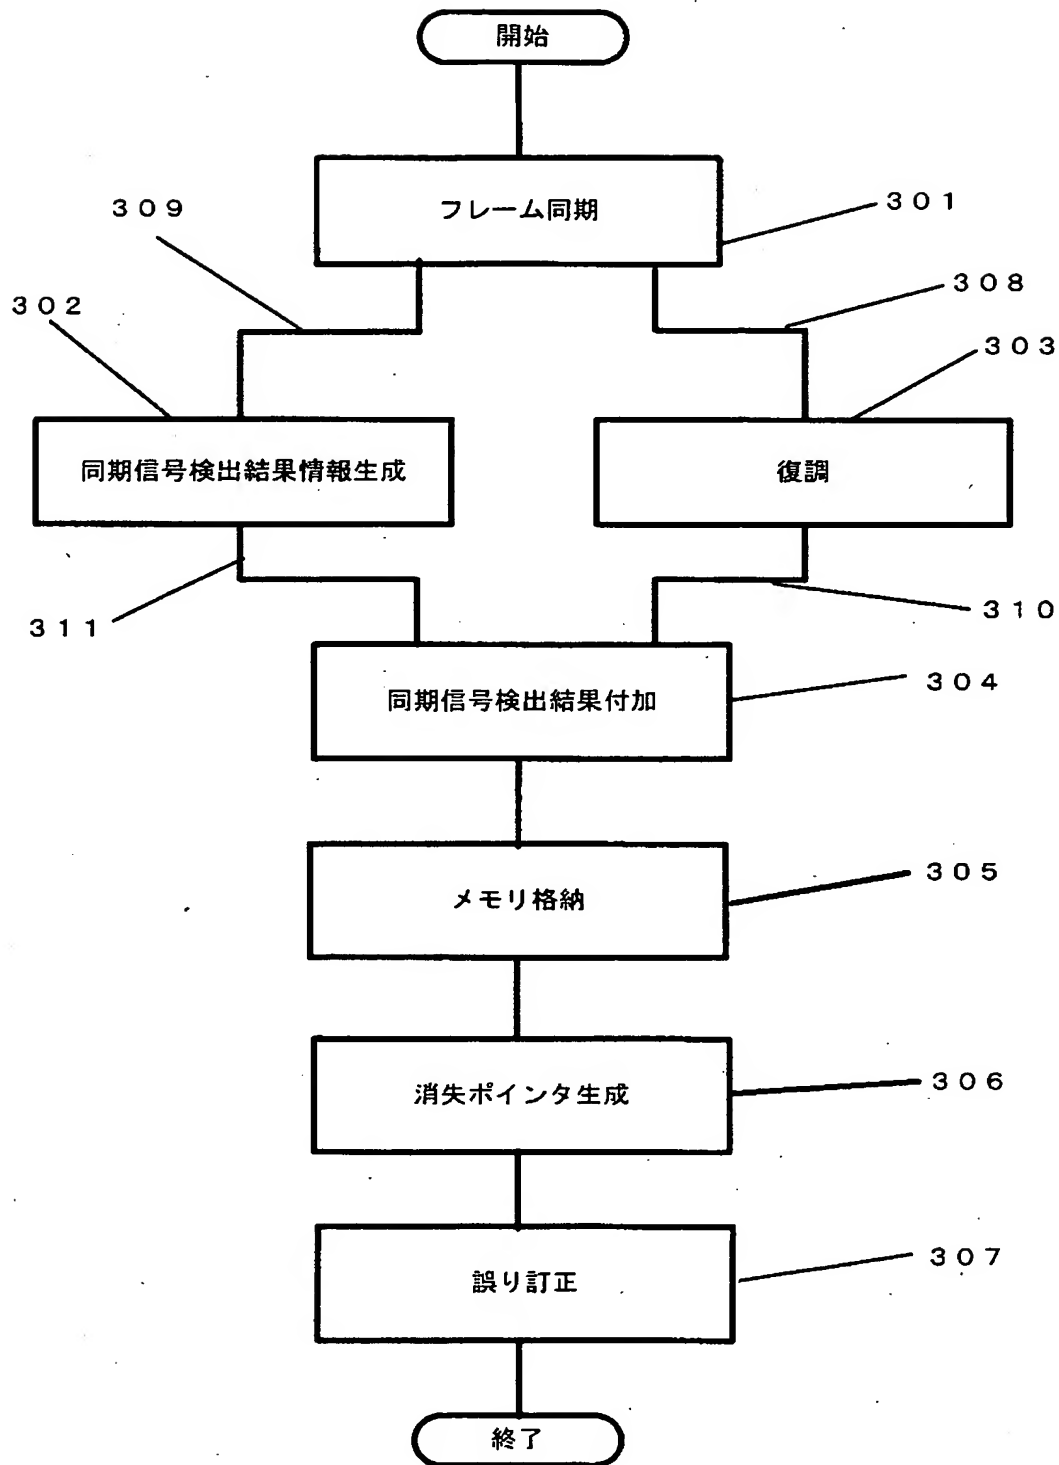 開始
フレーム同期
301
309
308
302
303
同期信号検出結果情報生成
復調
311
310
同期信号検出結果付加
304
メモリ格納
305
消失ポインタ生成
306
誤り訂正
307
終了